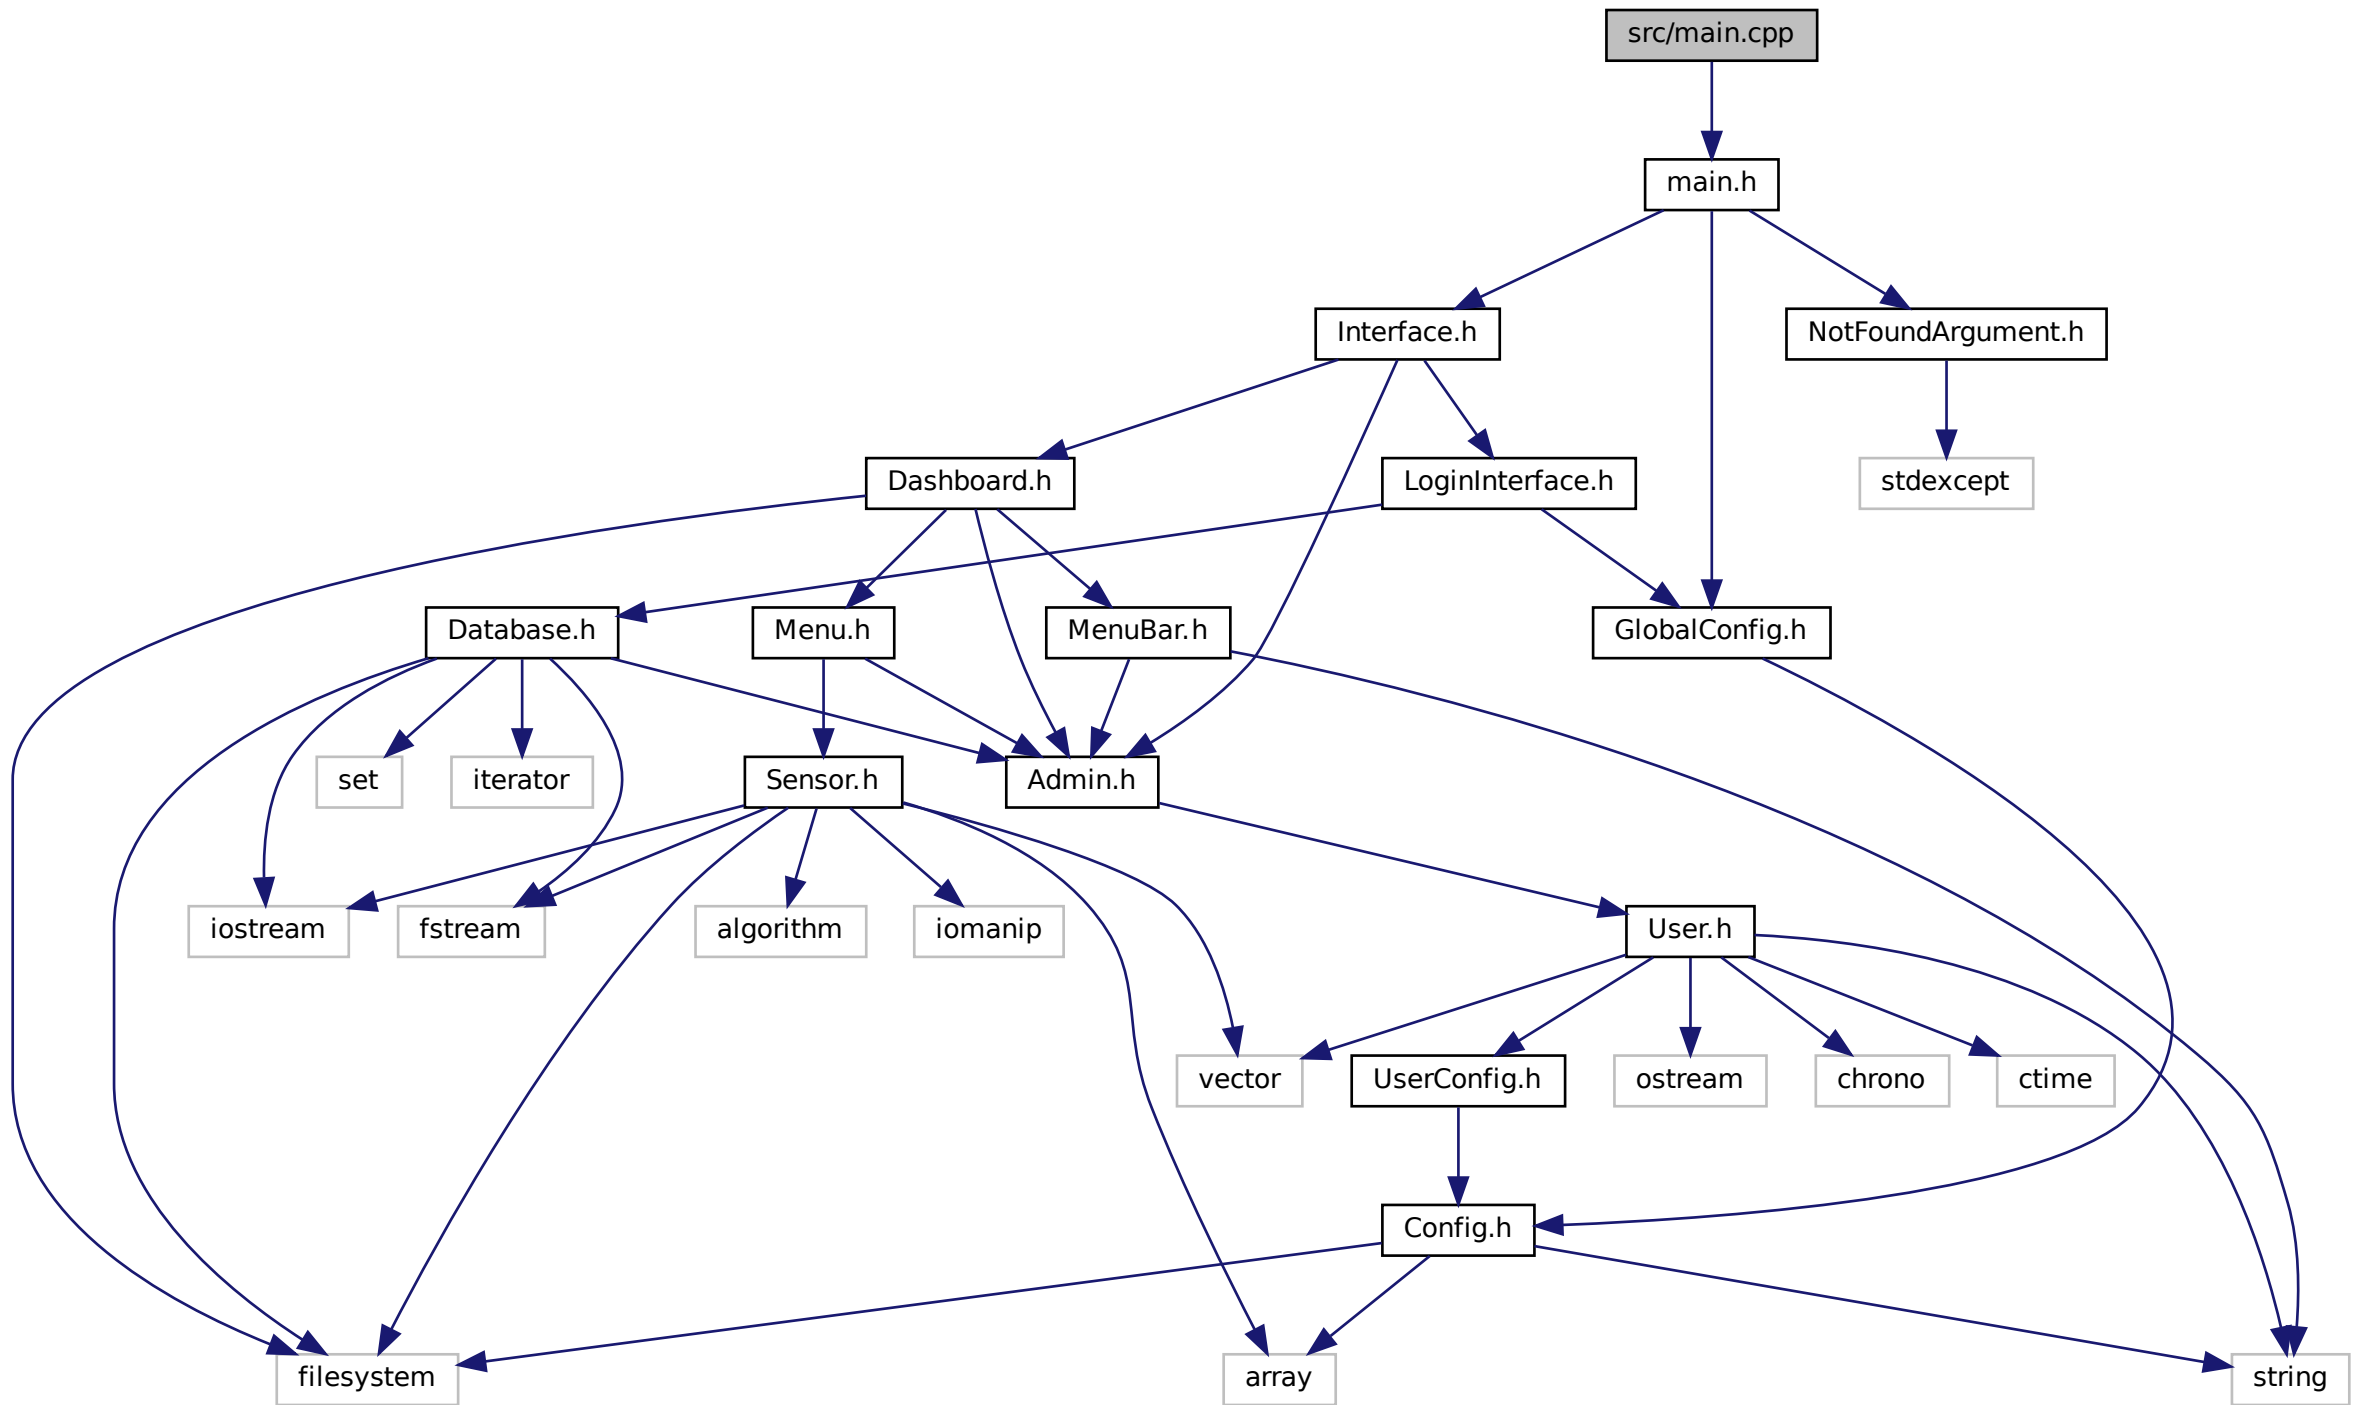 src/main.cpp
main.h
Interface.h
NotFoundArgument.h
Dashboard.h
LoginInterface.h
stdexcept
Database.h
Menu.h
MenuBar.h
GlobalConfig.h
set
iterator
Sensor.h
Admin.h
iostream
fstream
algorithm
iomanip
User.h
vector
UserConfig.h
ostream
chrono
ctime
Config.h
filesystem
array
string